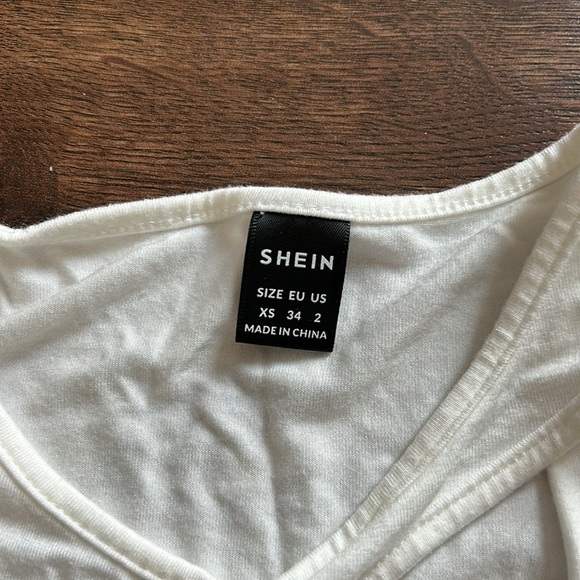 SHEIN
SIZE EU US
XS 34 2
MADE IN CHINA